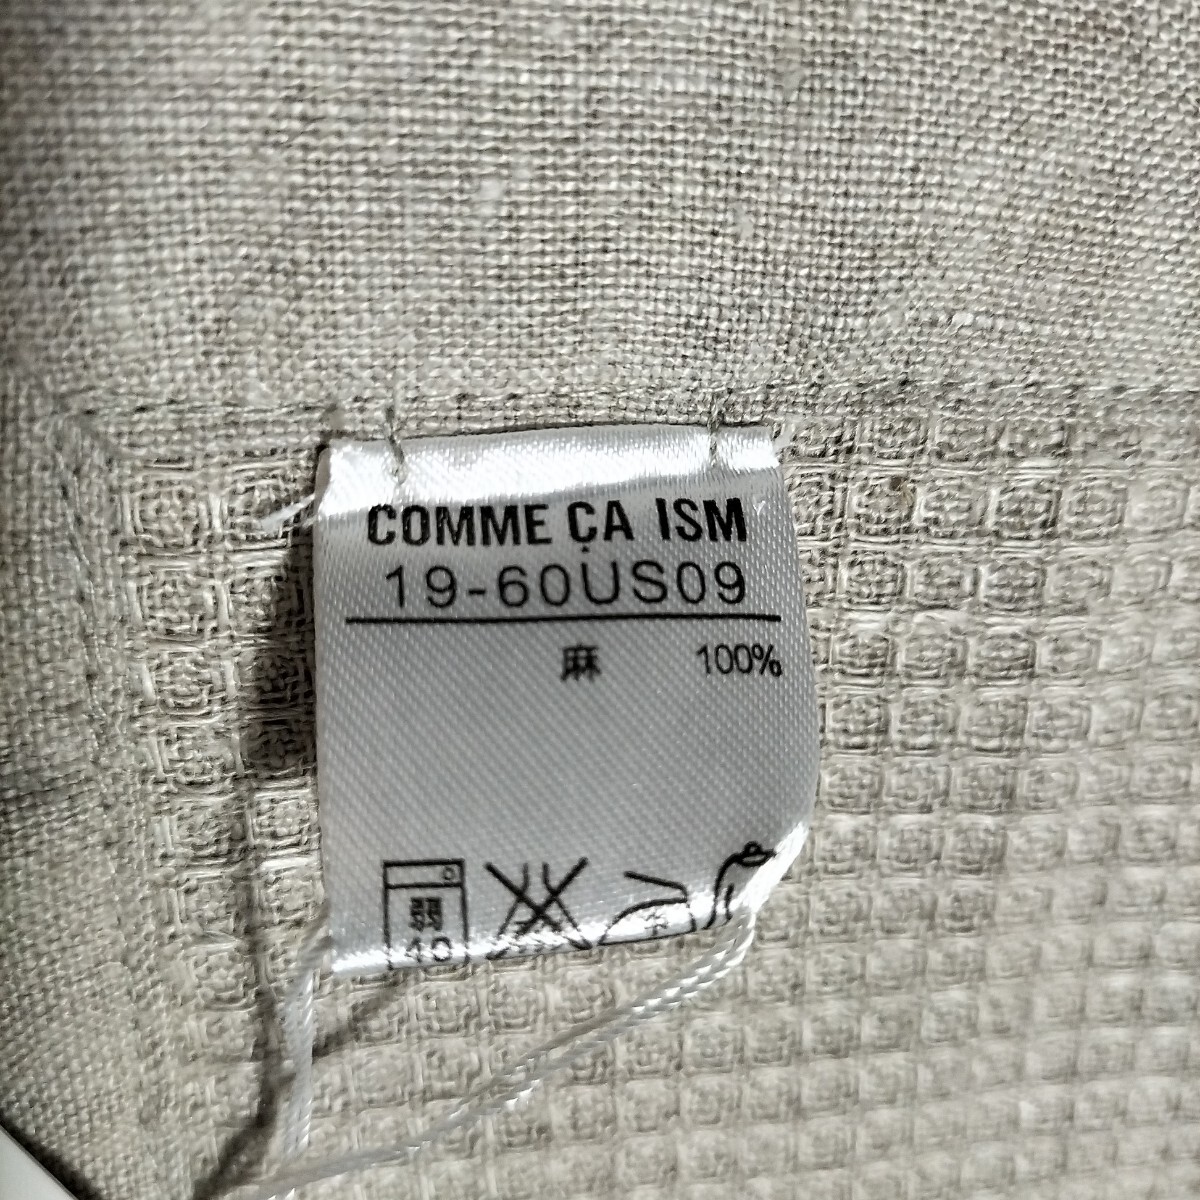 COMME ÇA ISM
19-60US09
麻 100%
弱
40